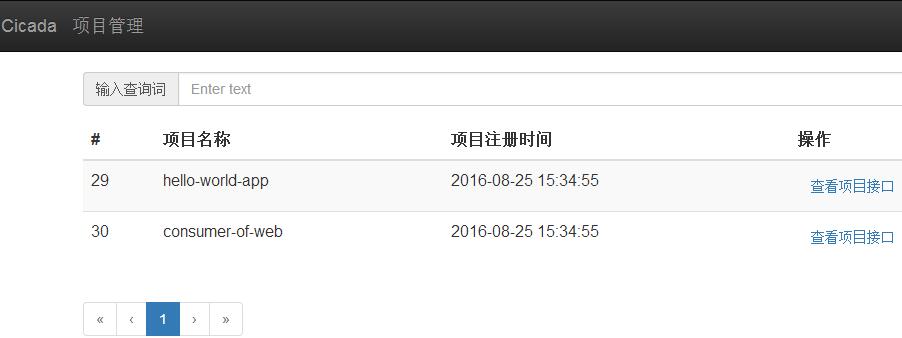 Cicada 项目管理
输入查询词 Enter text
# 项目名称 项目注册时间 操作
29 hello-world-app 2016-08-25 15:34:55 查看项目接口
30 consumer-of-web 2016-08-25 15:34:55 查看项目接口
« ‹ 1 › »